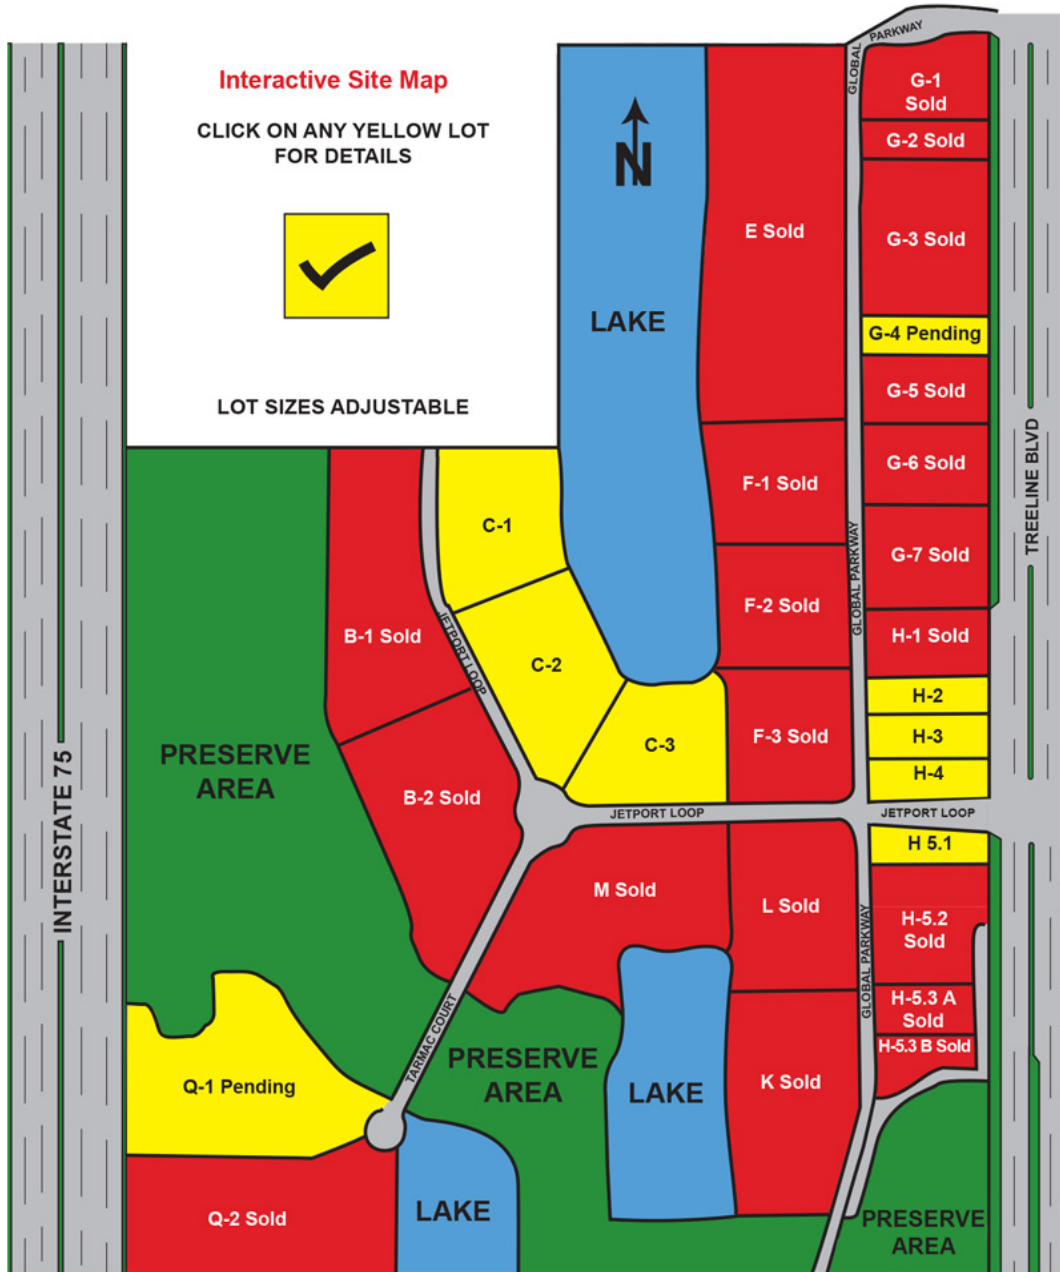 Interactive Site Map
CLICK ON ANY YELLOW LOT
FOR DETAILS
LOT SIZES ADJUSTABLE
N
LAKE
GLOBAL
PARKWAY
E Sold
G-1
Sold
G-2 Sold
G-3 Sold
G-4 Pending
G-5 Sold
G-6 Sold
G-7 Sold
TREELINE BLVD
F-1 Sold
F-2 Sold
F-3 Sold
GLOBAL PARKWAY
H-1 Sold
H-2
H-3
H-4
C-1
C-2
C-3
JETPORT LOOP
B-1 Sold
B-2 Sold
PRESERVE
AREA
INTERSTATE 75
JETPORT LOOP
JETPORT LOOP
H 5.1
M Sold
L Sold
GLOBAL PARKWAY
H-5.2
Sold
H-5.3 A
Sold
H-5.3 B Sold
TARMAC COURT
PRESERVE
AREA
LAKE
K Sold
Q-1 Pending
Q-2 Sold
LAKE
PRESERVE
AREA